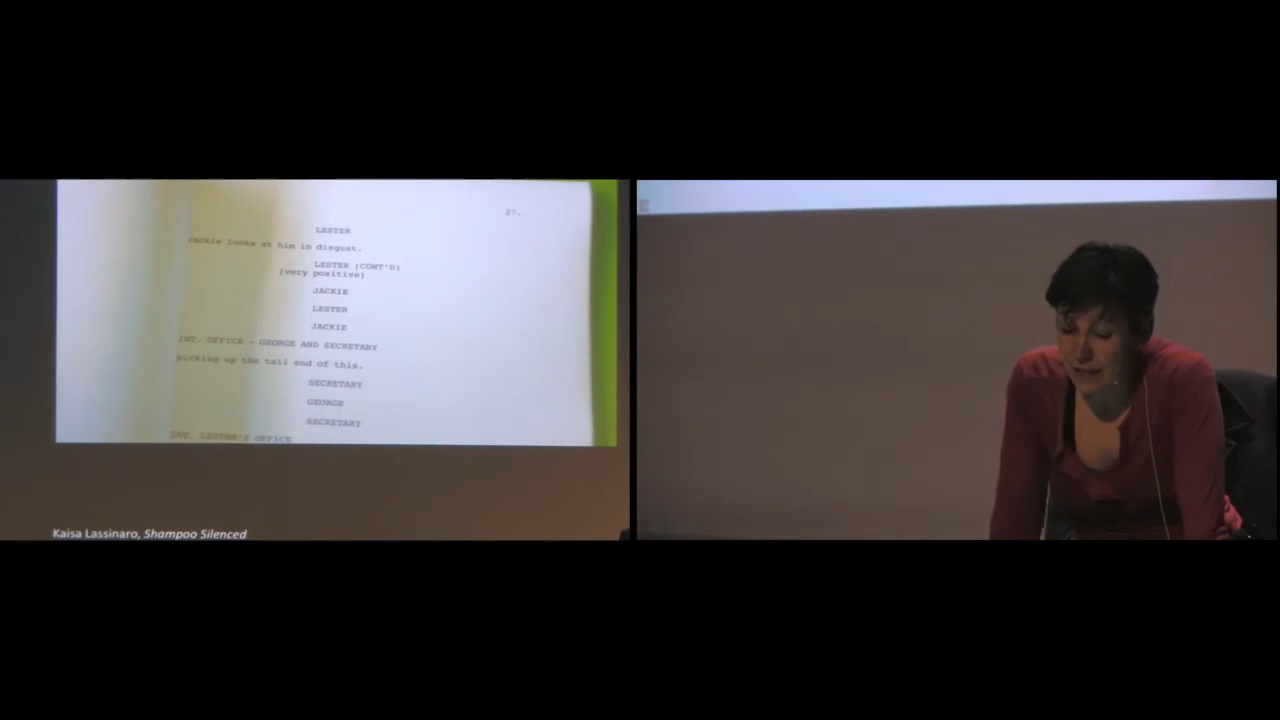 27.
LESTER
Jackie looks at him in disgust.
LESTER (CONT'D)
(very positive)
JACKIE
LESTER
JACKIE
INT. OFFICE - GEORGE AND SECRETARY
picking up the tail end of this.
SECRETARY
GEORGE
SECRETARY
INT. LESTER'S OFFICE
Kaisa Lassinaro, Shampoo Silenced